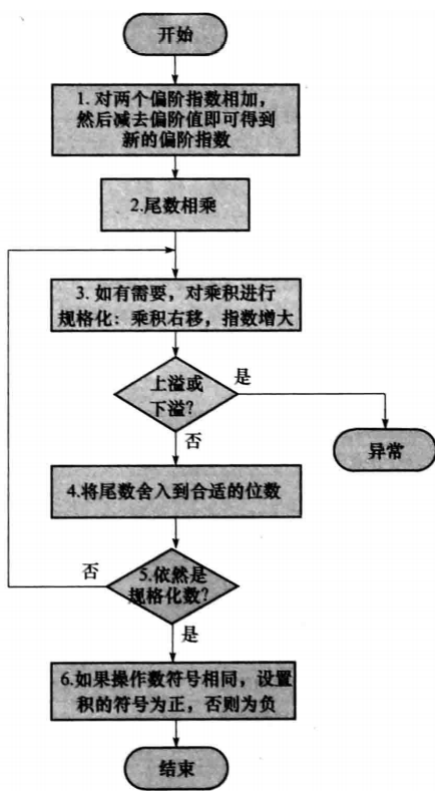 开始
1. 对两个偏阶指数相加，
然后减去偏阶值即可得到
新的偏阶指数
2.尾数相乘
3. 如有需要，对乘积进行
规格化：乘积右移，指数增大
上溢或
下溢?
是
否
异常
4.将尾数舍入到合适的位数
5.依然是
规格化数?
否
是
6.如果操作数符号相同，设置
积的符号为正，否则为负
结束